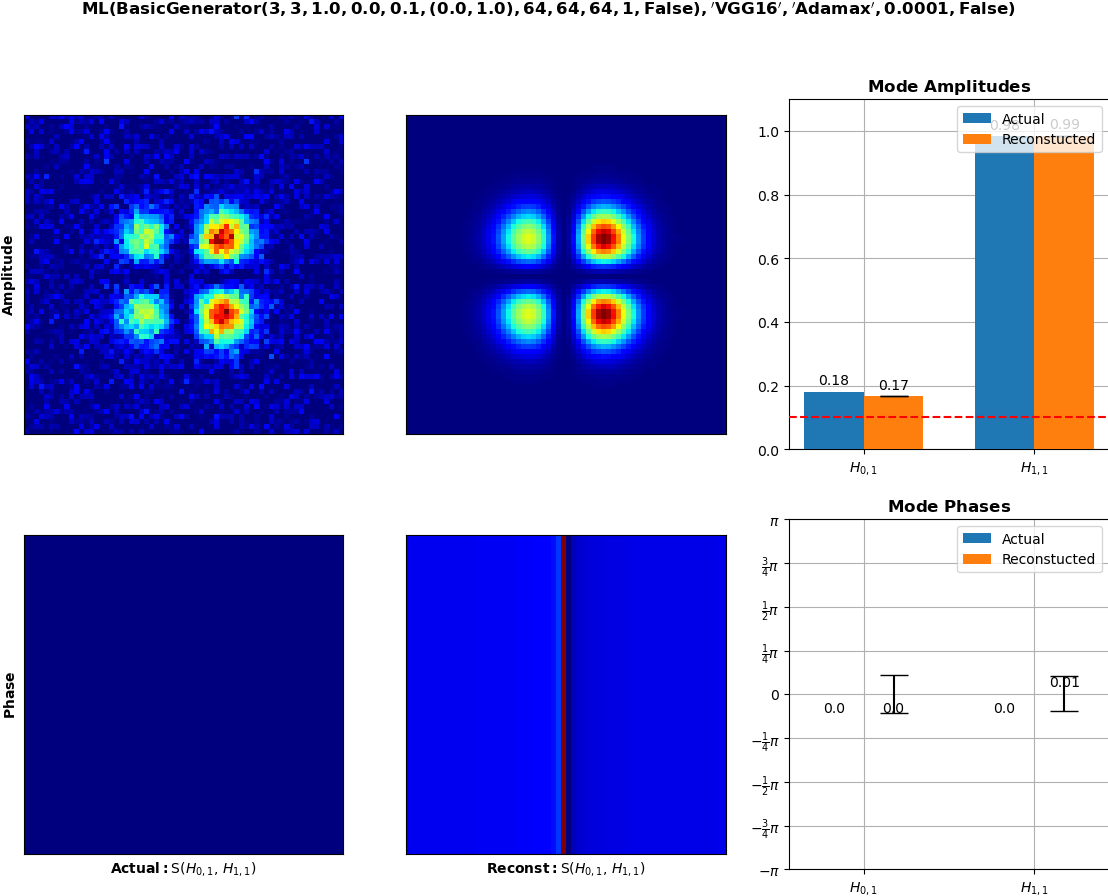 ML(BasicGenerator(3, 3, 1.0, 0.0, 0.1, (0.0, 1.0), 64, 64, 64, 1, False), 'VGG16', 'Adamax', 0.0001, False)
Mode Amplitudes
Actual
Reconstucted
0.98
0.99
1.0
0.8
0.6
0.4
0.2
0.0
0.18
0.17
H0,1
H1,1
Amplitude
Mode Phases
Actual
Reconstucted
π
3/4π
1/2π
1/4π
0
−1/4π
−1/2π
−3/4π
−π
0.0
0.0
0.0
0.01
H0,1
H1,1
Phase
Actual: S(H0,1, H1,1)
Reconst: S(H0,1, H1,1)